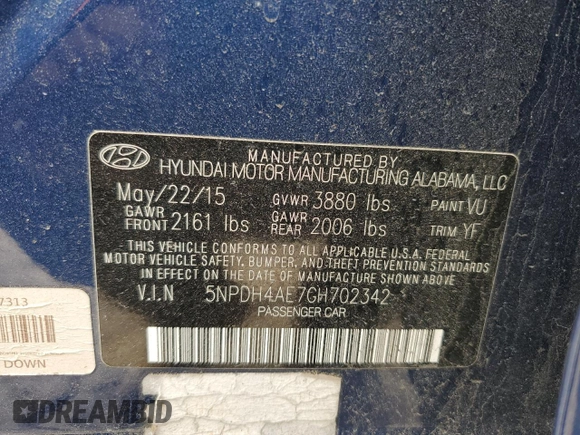 MANUFACTURED BY
HYUNDAI MOTOR MANUFACTURING ALABAMA, LLC
May/22/15 GVWR 3880 lbs PAINT VU
GAWR FRONT 2161 lbs GAWR REAR 2006 lbs TRIM YF
THIS VEHICLE CONFORMS TO ALL APPLICABLE U.S.A. FEDERAL
MOTOR VEHICLE SAFETY, BUMPER, AND THEFT PREVENTION STANDARDS
IN EFFECT ON THE DATE OF MANUFACTURE SHOWN ABOVE
V.I.N 5NPDH4AE7GH702342
PASSENGER CAR
7313
DOWN
DREAMBID